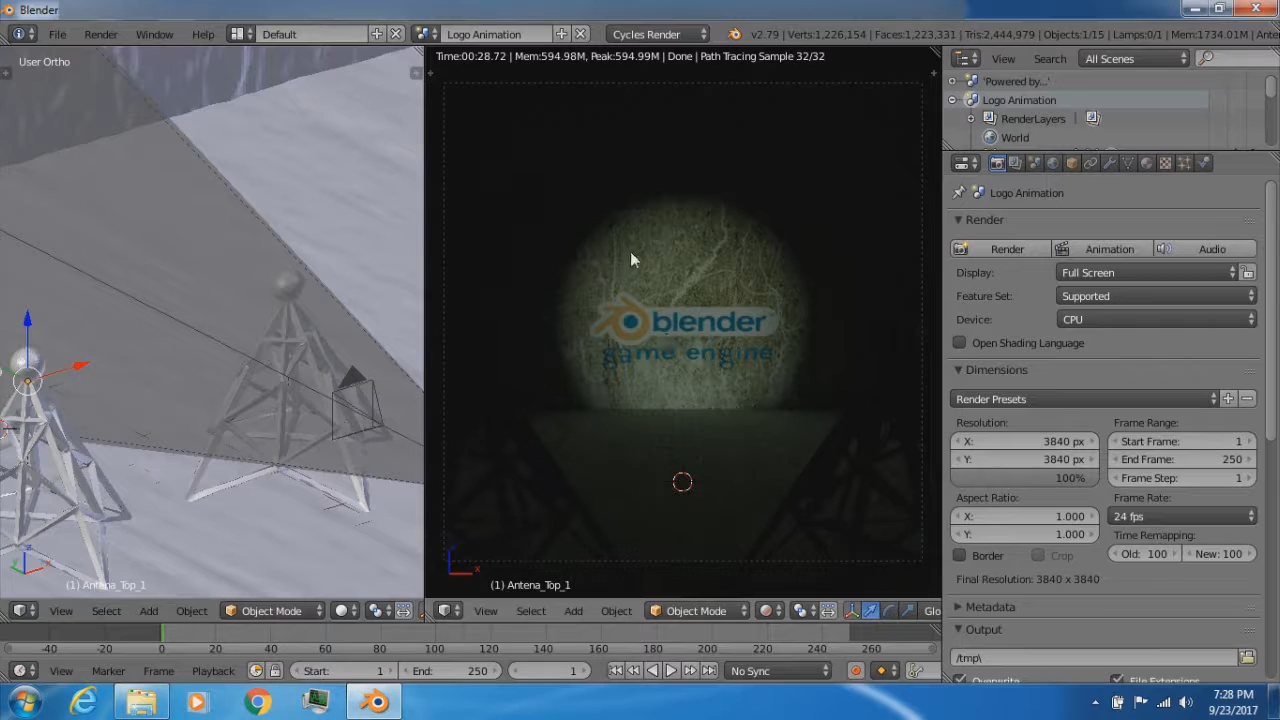 Blender
File Render Window Help Default Logo Animation Cycles Render v2.79 | Verts:1,226,154 | Faces:1,223,331 | Tris:2,444,979 | Objects:1/15 | Lamps:0/1 | Mem:1734.01M | Ante
User Ortho
Time:00:28.72 | Mem:594.98M, Peak:594.99M | Done | Path Tracing Sample 32/32
View Search All Scenes
'Powered by...'
Logo Animation
RenderLayers |
World
Logo Animation
Render
Render Animation Audio
Display: Full Screen
Feature Set: Supported
Device: CPU
Open Shading Language
Dimensions
Render Presets
Resolution: Frame Range:
X: 3840 px Start Frame: 1
Y: 3840 px End Frame: 250
100% Frame Step: 1
Aspect Ratio: Frame Rate:
X: 1.000 24 fps
Y: 1.000 Time Remapping:
Border Crop Old: 100 New: 100
Final Resolution: 3840 x 3840
Metadata
Output
/tmp\
Overwrite File Extensions
blender
game engine
z
x
(1) Antena_Top_1
(1) Antena_Top_1
View Select Add Object Object Mode
View Select Add Object Object Mode Glo
-40 -20 0 20 40 60 80 100 120 140 160 180 200 220 240 260
View Marker Frame Playback Start: 1 End: 250 1 No Sync
7:28 PM
9/23/2017